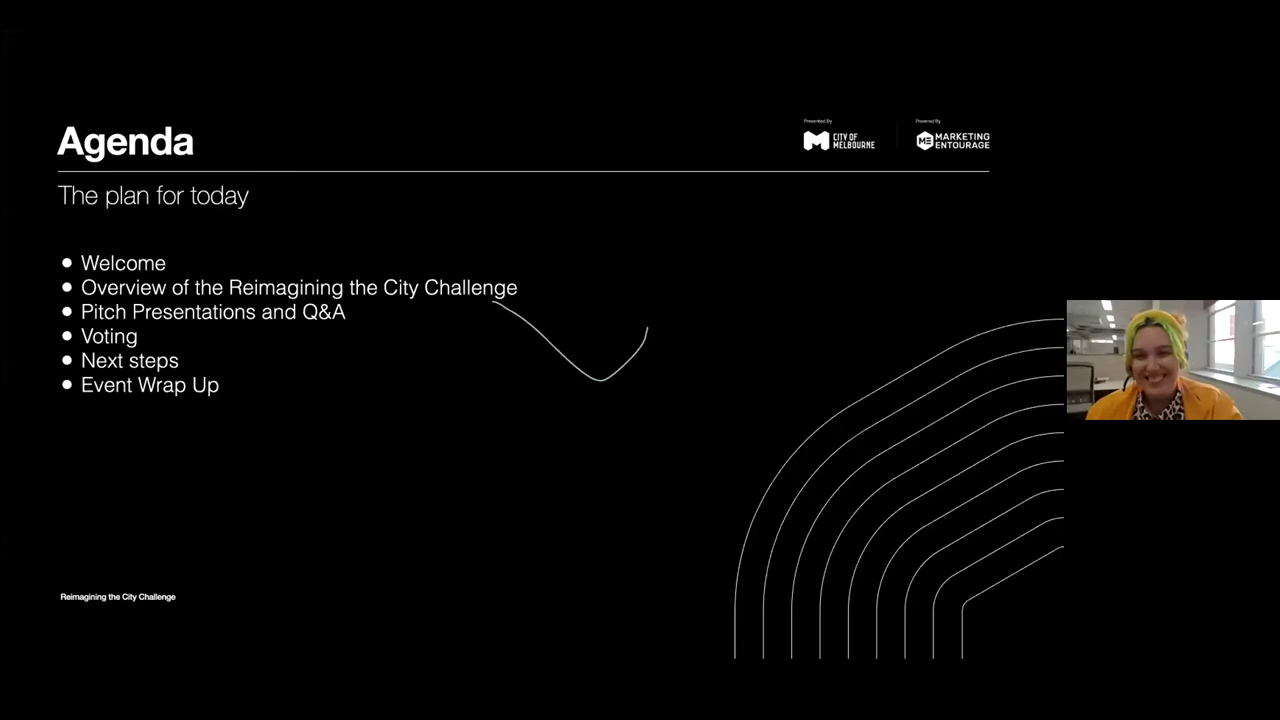 Agenda
Presented By
CITY OF
MELBOURNE
Powered By
ME
MARKETING
ENTOURAGE
The plan for today
Welcome
Overview of the Reimagining the City Challenge
Pitch Presentations and Q&A
Voting
Next steps
Event Wrap Up
Reimagining the City Challenge